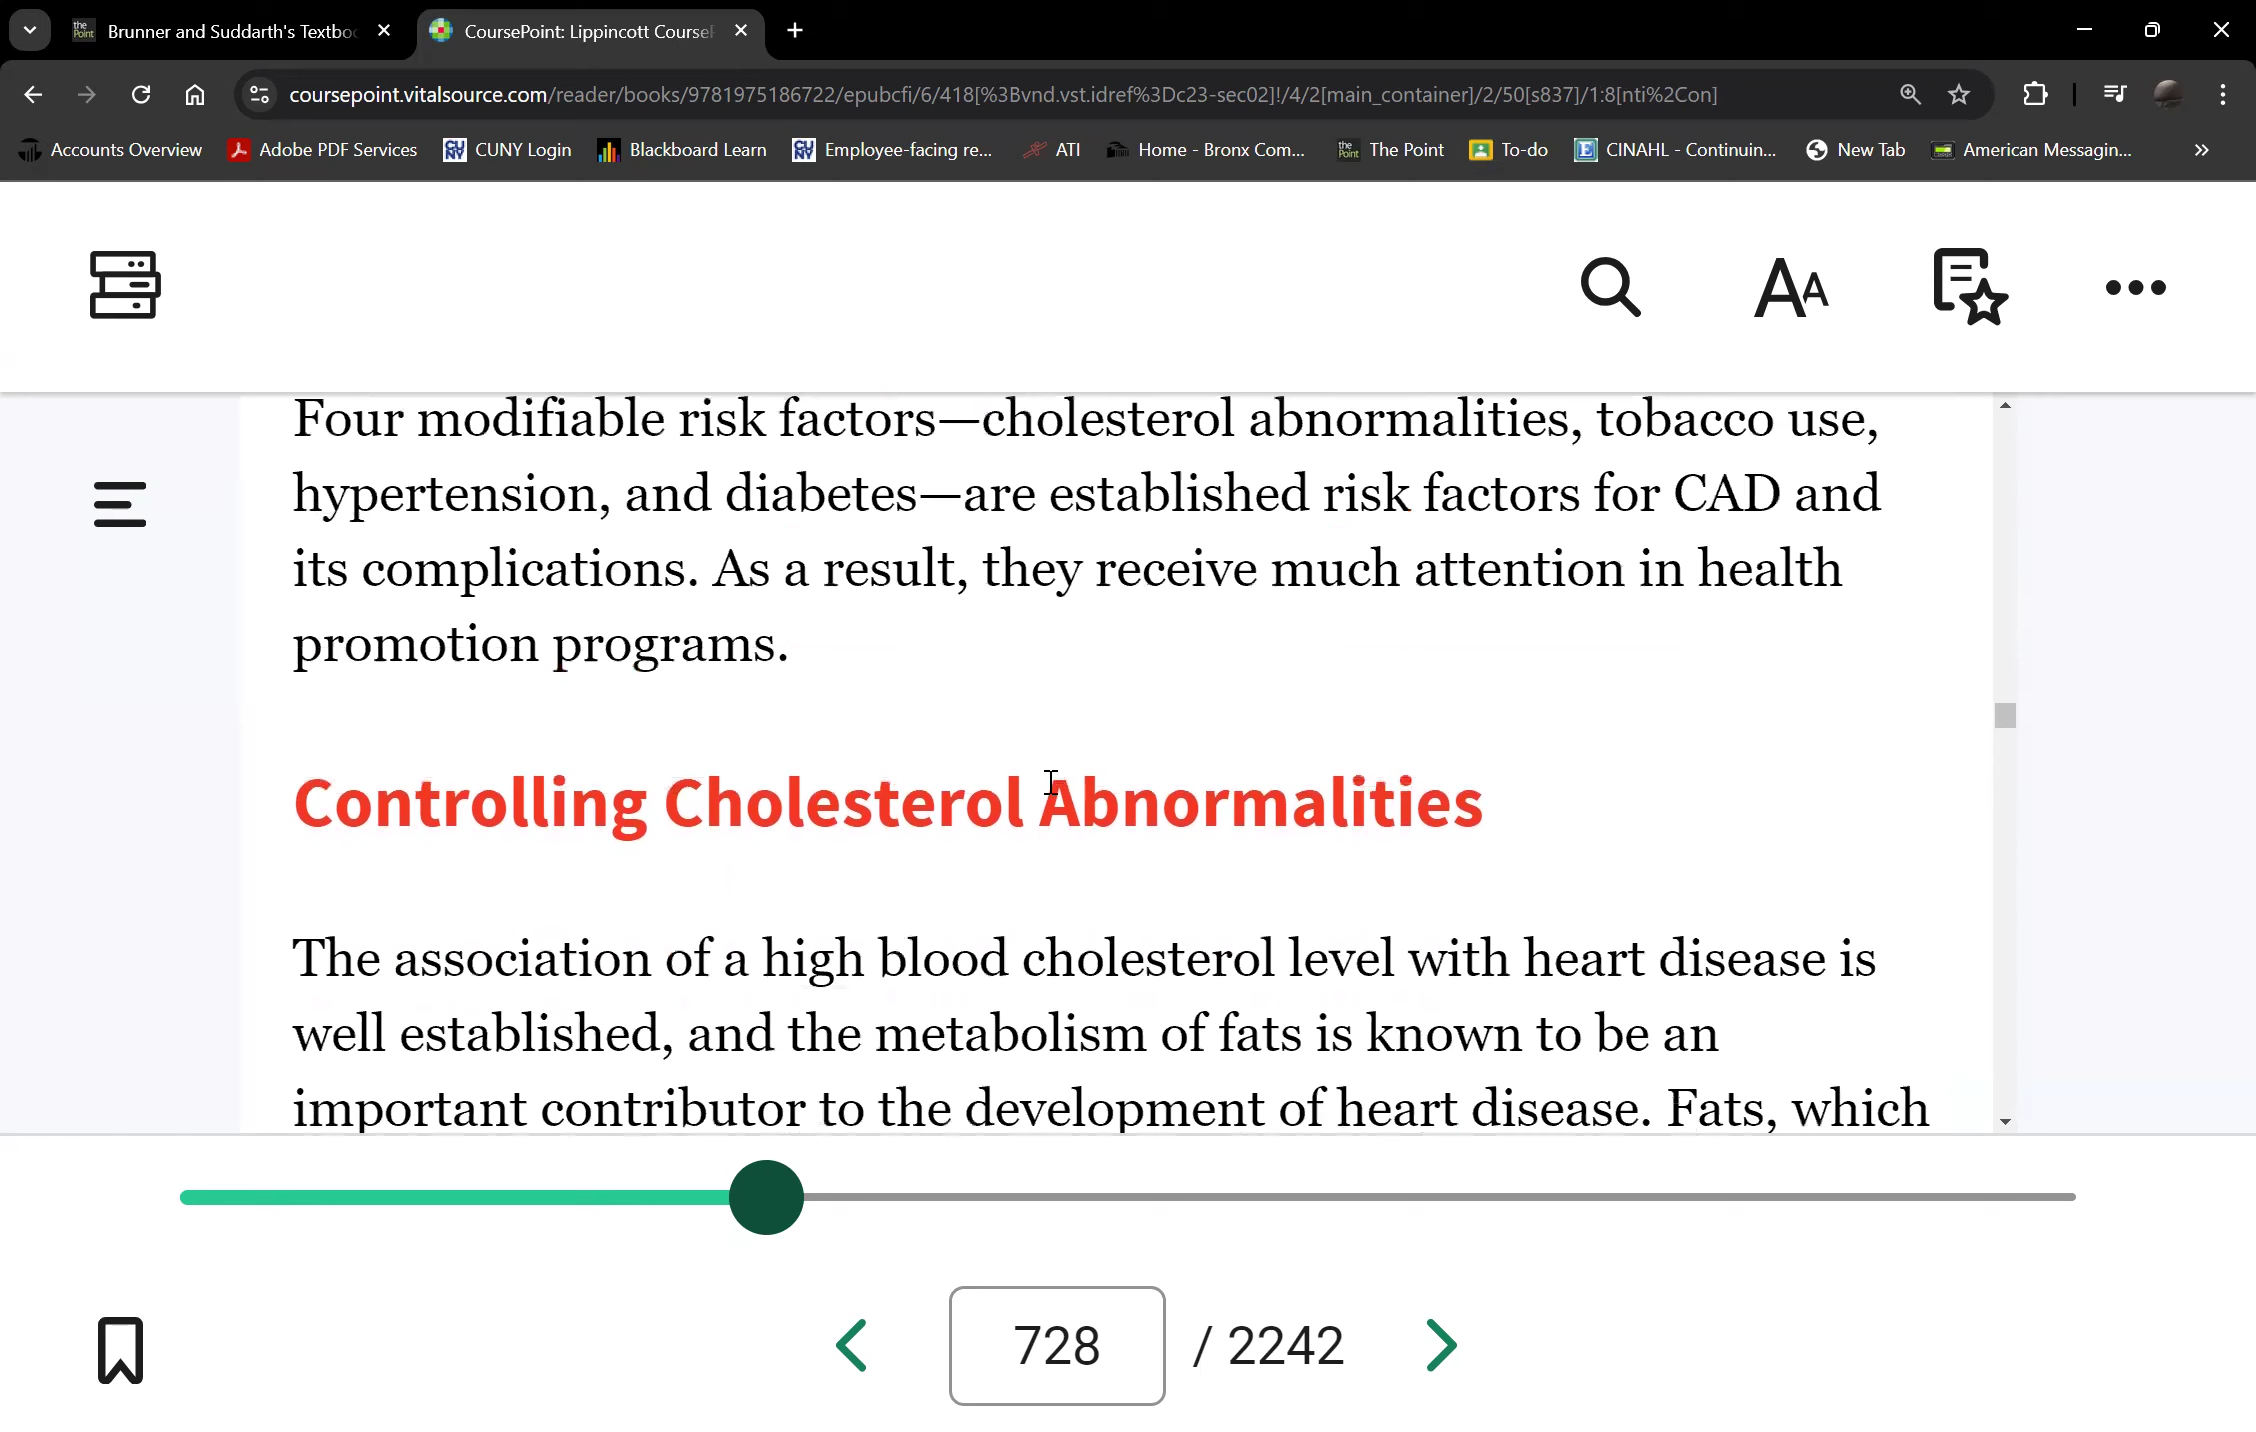 Brunner and Suddarth's Textboo
CoursePoint: Lippincott CourseP
coursepoint.vitalsource.com/reader/books/9781975186722/epubcfi/6/418[%3Bvnd.vst.idref%3Dc23-sec02]!/4/2[main_container]/2/50[s837]/1:8[nti%2Con]
Accounts Overview
Adobe PDF Services
CUNY Login
Blackboard Learn
Employee-facing re...
ATI
Home - Bronx Com...
the Point
The Point
To-do
CINAHL - Continuin...
New Tab
American Messagin...
AA
Four modifiable risk factors—cholesterol abnormalities, tobacco use,
hypertension, and diabetes—are established risk factors for CAD and
its complications. As a result, they receive much attention in health
promotion programs.
Controlling Cholesterol Abnormalities
The association of a high blood cholesterol level with heart disease is
well established, and the metabolism of fats is known to be an
important contributor to the development of heart disease. Fats, which
728 / 2242